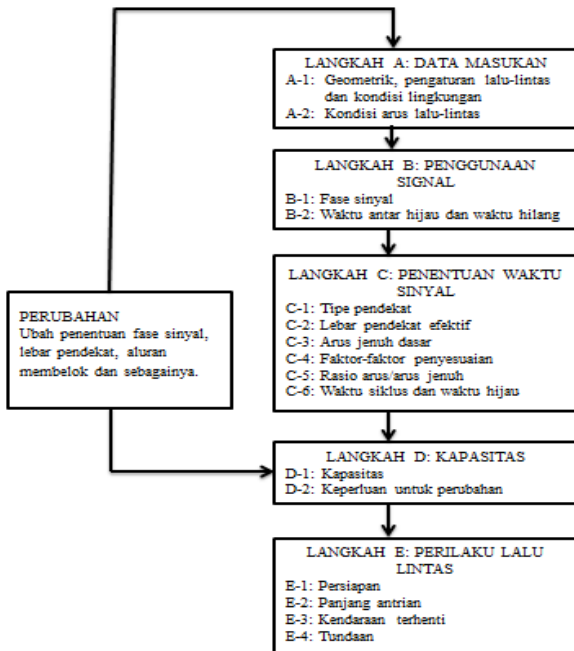 LANGKAH A: DATA MASUKAN
A-1: Geometrik, pengaturan lalu-lintas
dan kondisi lingkungan
A-2: Kondisi arus lalu-lintas
LANGKAH B: PENGGUNAAN
SIGNAL
B-1: Fase sinyal
B-2: Waktu antar hijau dan waktu hilang
LANGKAH C: PENENTUAN WAKTU
SINYAL
C-1: Tipe pendekat
C-2: Lebar pendekat efektif
C-3: Arus jenuh dasar
C-4: Faktor-faktor penyesuaian
C-5: Rasio arus/arus jenuh
C-6: Waktu siklus dan waktu hijau
PERUBAHAN
Ubah penentuan fase sinyal,
lebar pendekat, aluran
membelok dan sebagainya.
LANGKAH D: KAPASITAS
D-1: Kapasitas
D-2: Keperluan untuk perubahan
LANGKAH E: PERILAKU LALU
LINTAS
E-1: Persiapan
E-2: Panjang antrian
E-3: Kendaraan terhenti
E-4: Tundaan